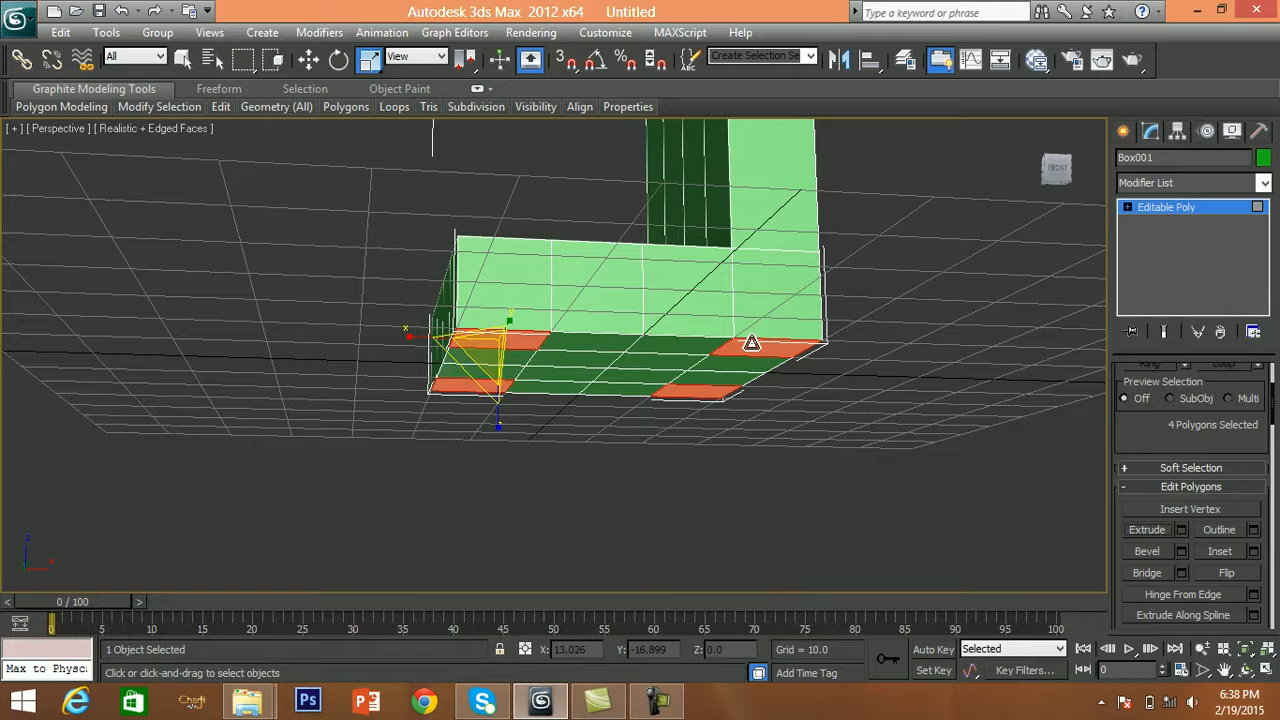 Autodesk 3ds Max 2012 x64 Untitled
Type a keyword or phrase
Edit Tools Group Views Create Modifiers Animation Graph Editors Rendering Customize MAXScript Help
All View 3 Create Selection Se
Graphite Modeling Tools Freeform Selection Object Paint
Polygon Modeling Modify Selection Edit Geometry (All) Polygons Loops Tris Subdivision Visibility Align Properties
[ + ] [ Perspective ] [ Realistic + Edged Faces ]
FRONT
Box001
Modifier List
Editable Poly
Preview Selection
Off SubObj Multi
4 Polygons Selected
+ Soft Selection
- Edit Polygons
Insert Vertex
Extrude Outline
Bevel Inset
Bridge Flip
Hinge From Edge
Extrude Along Spline
x y
z x
< 0 / 100 >
0 5 10 15 20 25 30 35 40 45 50 55 60 65 70 75 80 85 90 95 100
1 Object Selected X: 13.026 Y: -16.899 Z: 0.0 Grid = 10.0 Auto Key Selected
Max to Physc Click or click-and-drag to select objects Add Time Tag Set Key Key Filters... 0
Ps
6:38 PM
2/19/2015